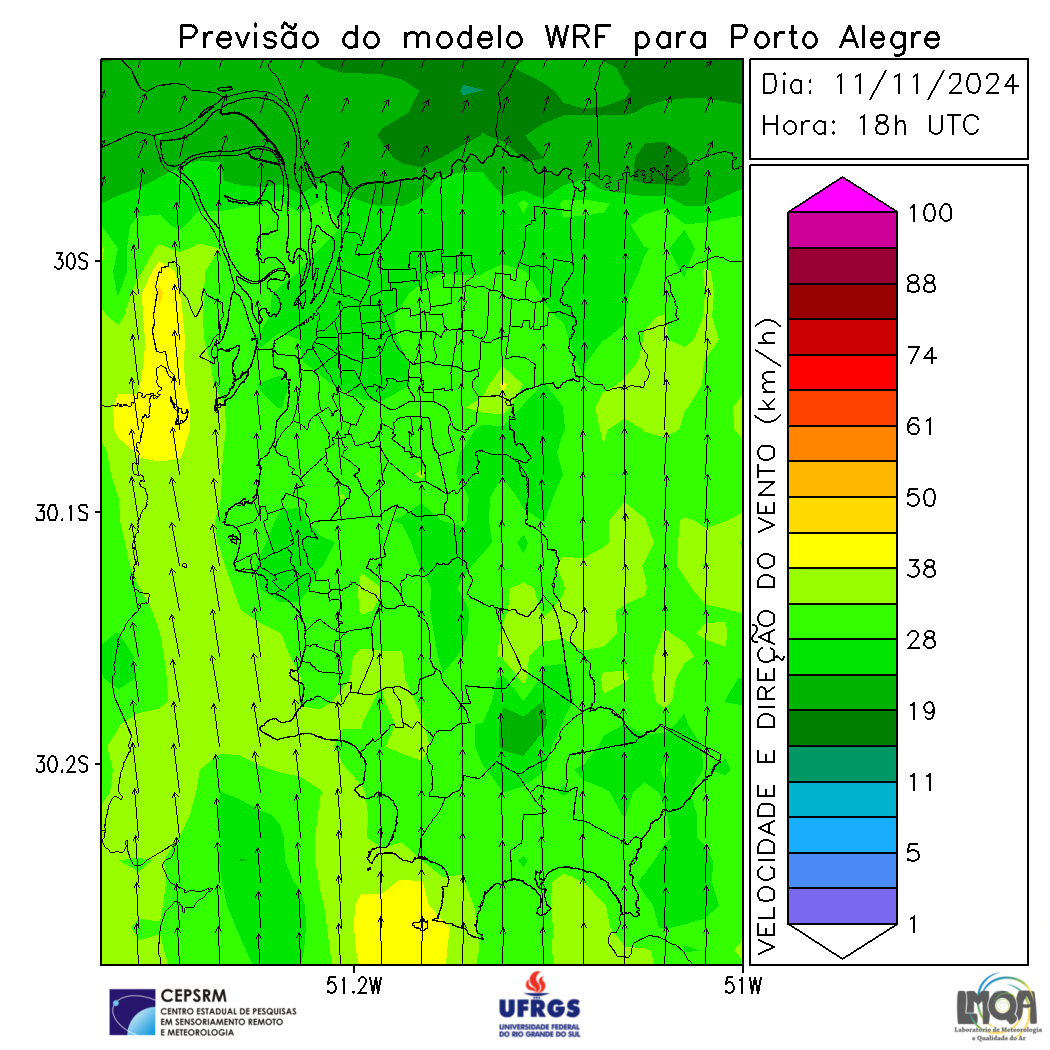 Previsão do modelo WRF para Porto Alegre
Dia: 11/11/2024
Hora: 18h UTC
30S
30.1S
30.2S
51.2W
51W
VELOCIDADE E DIREÇÃO DO VENTO (km/h)
100
88
74
61
50
38
28
19
11
5
1
CEPSRM
CENTRO ESTADUAL DE PESQUISAS
EM SENSORIAMENTO REMOTO
E METEOROLOGIA
UFRGS
UNIVERSIDADE FEDERAL
DO RIO GRANDE DO SUL
LMQA
Laboratório de Meteorologia
e Qualidade do Ar